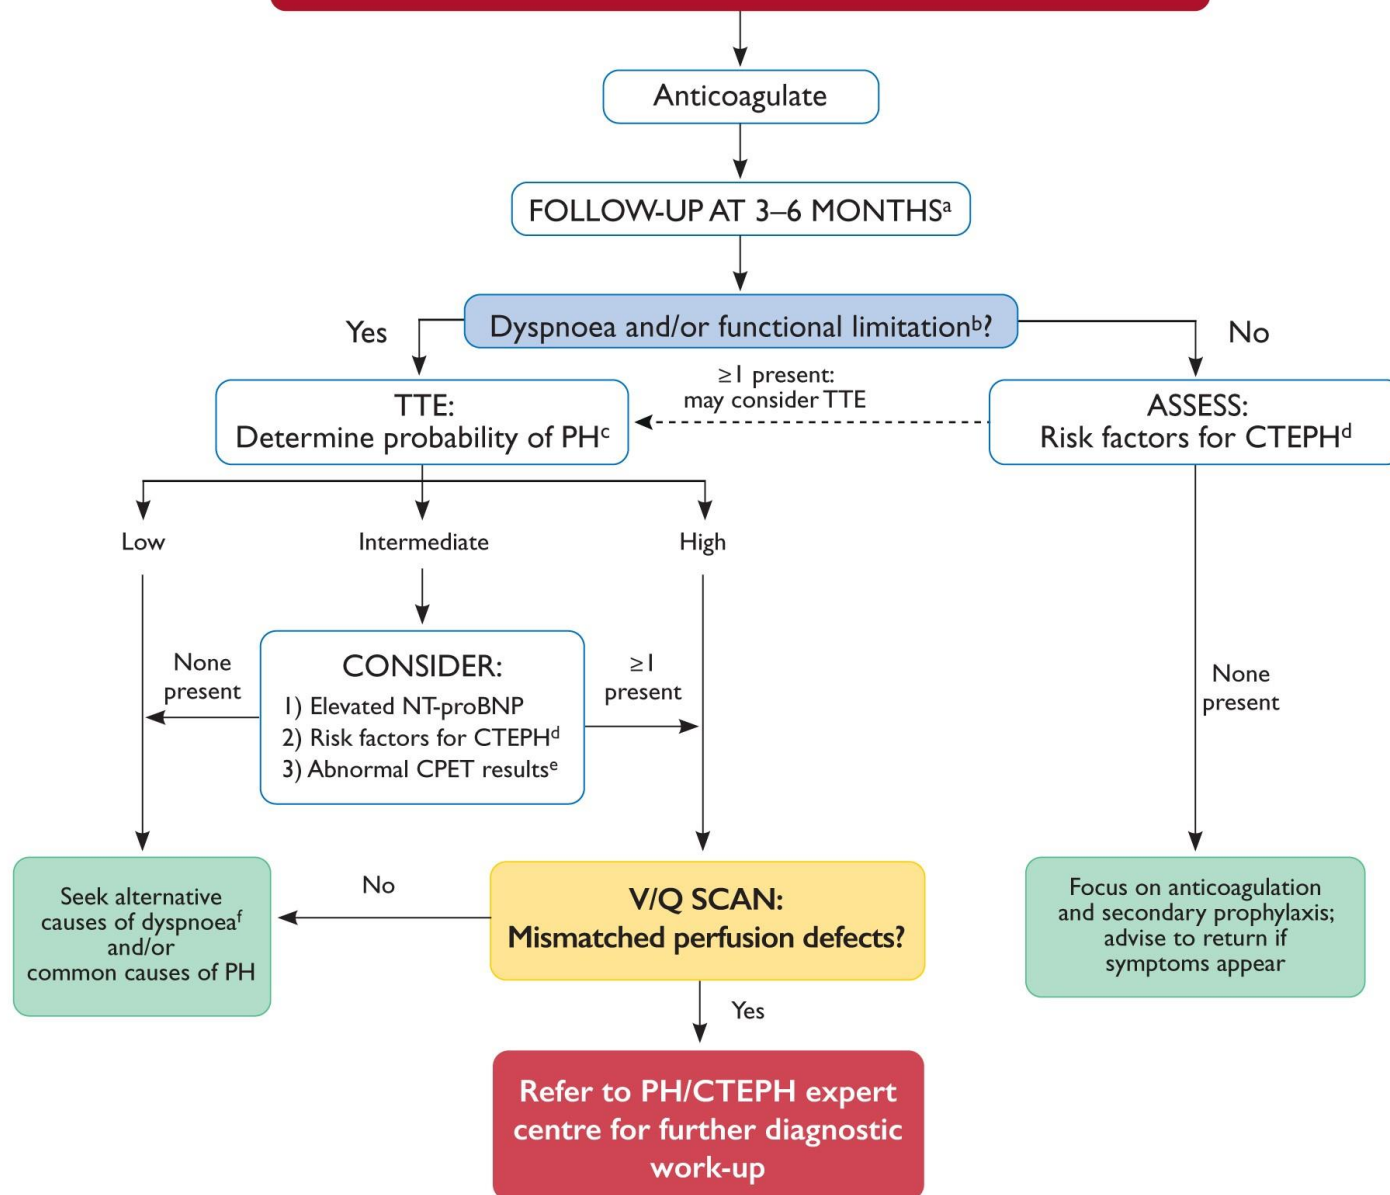 Anticoagulate
FOLLOW-UP AT 3–6 MONTHSᵃ
Dyspnoea and/or functional limitationᵇ?
Yes
No
≥1 present:
may consider TTE
TTE:
Determine probability of PHᶜ
ASSESS:
Risk factors for CTEPHᵈ
Low
Intermediate
High
None
present
CONSIDER:
1) Elevated NT-proBNP
2) Risk factors for CTEPHᵈ
3) Abnormal CPET resultsᵉ
≥1
present
None
present
Seek alternative
causes of dyspnoeaᶠ
and/or
common causes of PH
No
V/Q SCAN:
Mismatched perfusion defects?
Focus on anticoagulation
and secondary prophylaxis;
advise to return if
symptoms appear
Yes
Refer to PH/CTEPH expert
centre for further diagnostic
work-up